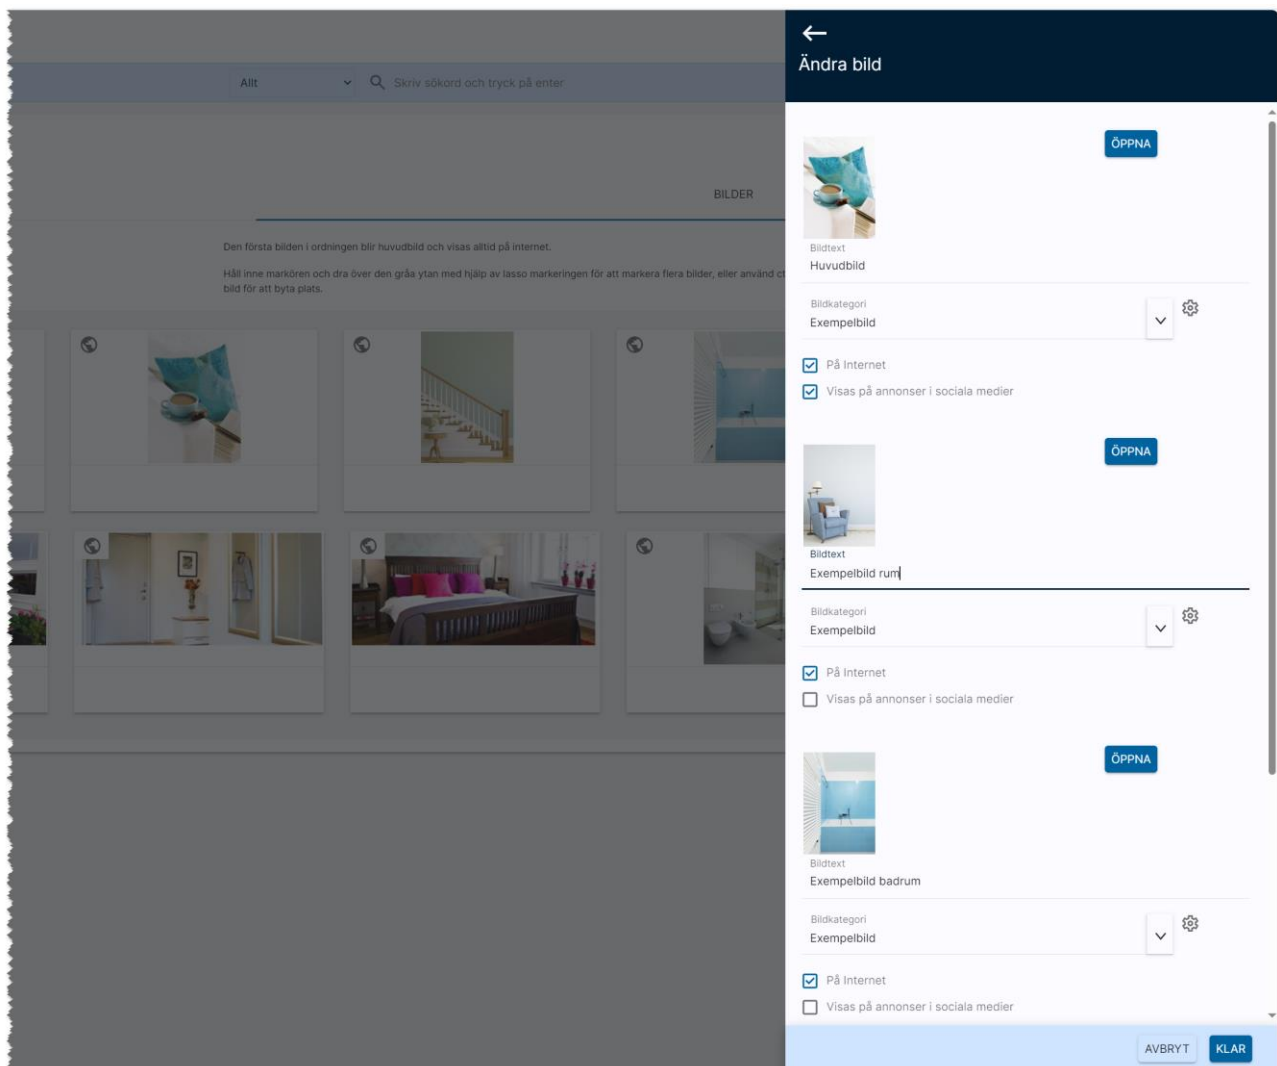 Allt
Skriv sökord och tryck på enter
BILDER
Den första bilden i ordningen blir huvudbild och visas alltid på internet.
Håll inne markören och dra över den gråa ytan med hjälp av lasso markeringen för att markera flera bilder, eller använd ct
bild för att byta plats.
Ändra bild
ÖPPNA
Bildtext
Huvudbild
Bildkategori
Exempelbild
På Internet
Visas på annonser i sociala medier
ÖPPNA
Bildtext
Exempelbild rum
Bildkategori
Exempelbild
På Internet
Visas på annonser i sociala medier
ÖPPNA
Bildtext
Exempelbild badrum
Bildkategori
Exempelbild
På Internet
Visas på annonser i sociala medier
AVBRYT KLAR